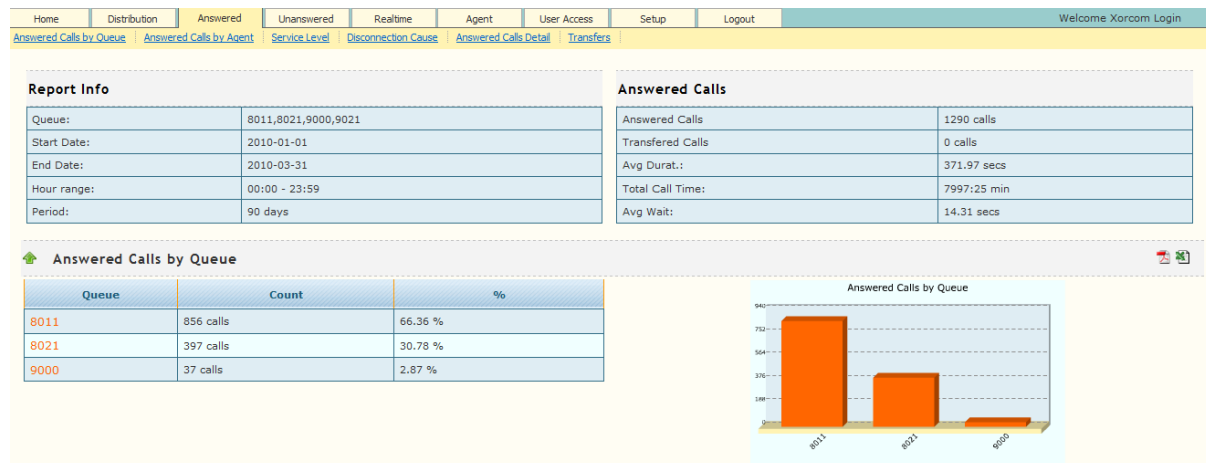 Home Distribution Answered Unanswered Realtime Agent User Access Setup Logout Welcome Xorcom Login
Answered Calls by Queue Answered Calls by Agent Service Level Disconnection Cause Answered Calls Detail Transfers
Report Info
Queue: 8011,8021,9000,9021
Start Date: 2010-01-01
End Date: 2010-03-31
Hour range: 00:00 - 23:59
Period: 90 days
Answered Calls
Answered Calls 1290 calls
Transfered Calls 0 calls
Avg Durat.: 371.97 secs
Total Call Time: 7997:25 min
Avg Wait: 14.31 secs
Answered Calls by Queue
Queue Count %
8011 856 calls 66.36 %
8021 397 calls 30.78 %
9000 37 calls 2.87 %
Answered Calls by Queue
940
752
564
376
188
0
8011 8021 9000